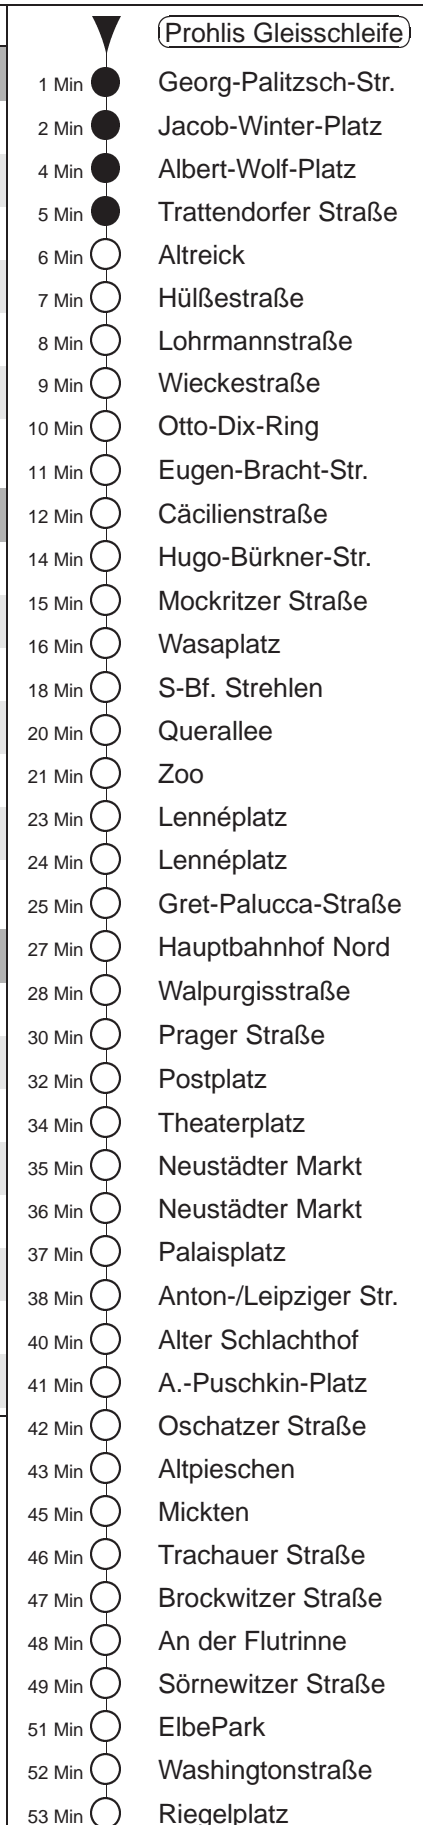 Prohlis Gleisschleife
1 Min Georg-Palitzsch-Str.
2 Min Jacob-Winter-Platz
4 Min Albert-Wolf-Platz
5 Min Trattendorfer Straße
6 Min Altreick
7 Min Hülßestraße
8 Min Lohrmannstraße
9 Min Wieckestraße
10 Min Otto-Dix-Ring
11 Min Eugen-Bracht-Str.
12 Min Cäcilienstraße
14 Min Hugo-Bürkner-Str.
15 Min Mockritzer Straße
16 Min Wasaplatz
18 Min S-Bf. Strehlen
20 Min Querallee
21 Min Zoo
23 Min Lennéplatz
24 Min Lennéplatz
25 Min Gret-Palucca-Straße
27 Min Hauptbahnhof Nord
28 Min Walpurgisstraße
30 Min Prager Straße
32 Min Postplatz
34 Min Theaterplatz
35 Min Neustädter Markt
36 Min Neustädter Markt
37 Min Palaisplatz
38 Min Anton-/Leipziger Str.
40 Min Alter Schlachthof
41 Min A.-Puschkin-Platz
42 Min Oschatzer Straße
43 Min Altpieschen
45 Min Mickten
46 Min Trachauer Straße
47 Min Brockwitzer Straße
48 Min An der Flutrinne
49 Min Sörnewitzer Straße
51 Min ElbePark
52 Min Washingtonstraße
53 Min Riegelplatz